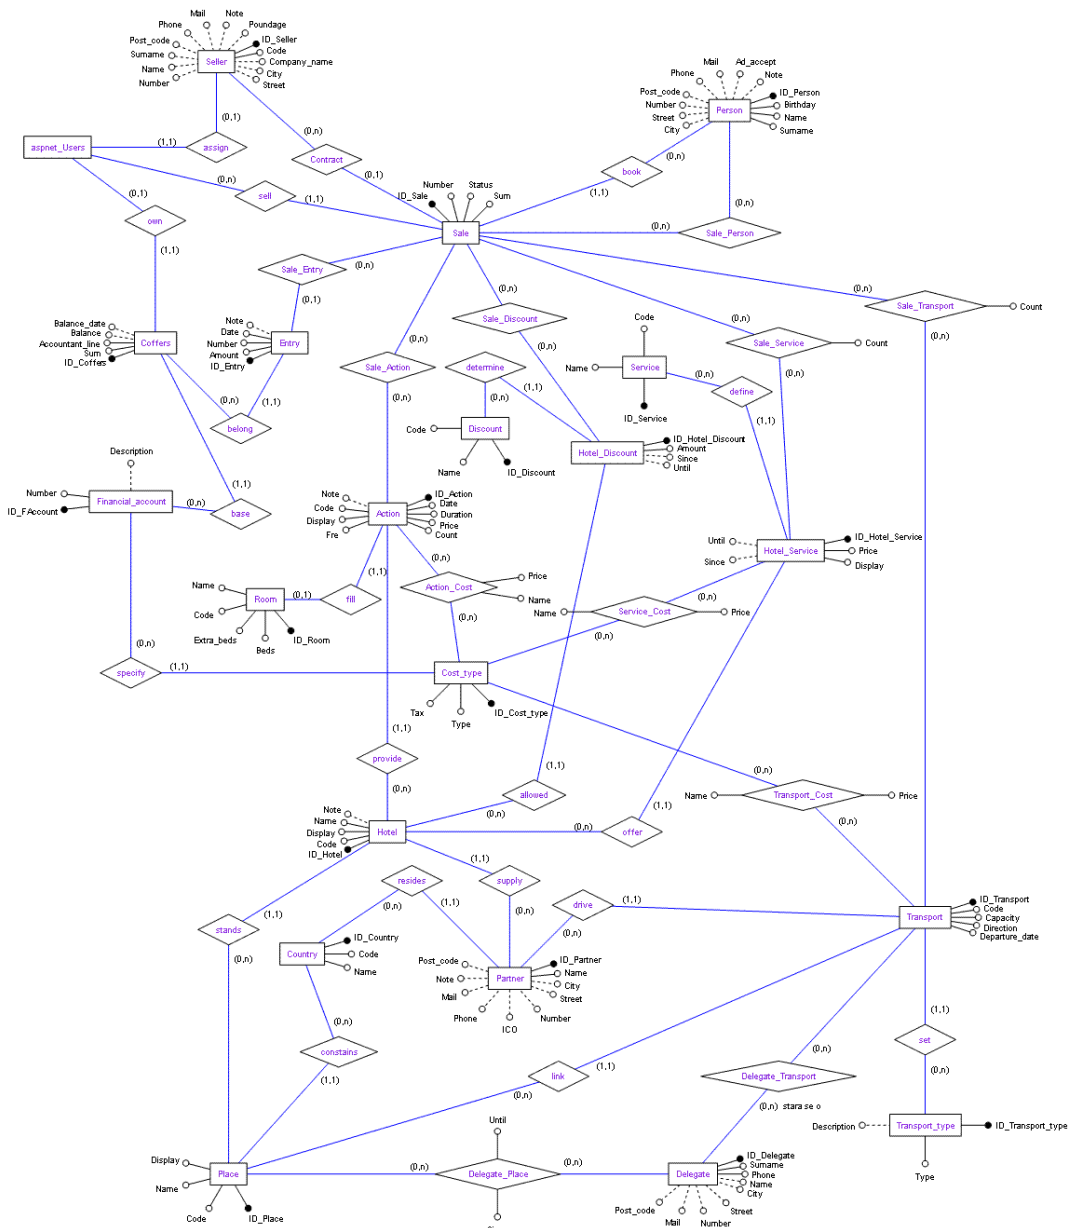 Mail Note
Phone Poundage
Post_code ID_Seller
Surname Code
Seller Company_name
Name City
Number Street
Mail Ad_accept
Phone Note
Post_code ID_Person
Number Birthday
Person
Street Name
City Surname
(0,1) (0,n) (0,n)
aspnet_Users (1,1) assign Contract (0,n)
book
(0,n) sell (1,1) (0,1) (1,1)
Number Status
ID_Sale Sum
(0,1) own (0,n)
Sale (0,n) Sale_Person
(1,1) Sale_Entry (0,n) (0,n) (0,n) (0,n)
(0,1) Sale_Discount Sale_Transport Count
Balance_date Note Code (0,n) (0,n)
Balance Date
Accountant_line Coffers Number Entry Sale_Service Count
Sum Amount
ID_Coffers ID_Entry
(0,n) (0,n) (0,n)
Sale_Action determine (1,1) Name Service (0,n)
(0,n) (0,n) define
(0,n) (1,1) ID_Service (1,1)
belong Code Discount
ID_Hotel_Discount
Hotel_Discount Amount
Since
Until
Description Name ID_Discount
(1,1)
Number Financial_account (0,n) base
ID_FAccount
Note ID_Action
Code Date
Action Duration
Display Price
Fre Count
Until ID_Hotel_Service
Hotel_Service Price
Since Display
(0,n)
(1,1) Action_Cost Price
Name
Name Room (0,1) fill
Code
Extra_beds Beds ID_Room
Name Service_Cost Price
(0,n)
(0,n) (0,n)
(0,n)
specify (1,1) Cost_type
Tax Type ID_Cost_type
(1,1)
provide (1,1) (0,n)
(0,n) allowed Name Transport_Cost Price
(0,n) (1,1) (0,n)
Note
Name
Display Hotel (0,n) offer
Code
ID_Hotel
(1,1) supply
resides
(1,1) (0,n) (1,1) (0,n) drive (1,1)
stands (0,n)
ID_Transport
Code
Transport Capacity
Direction
Departure_date
ID_Country
Country Code
Name
(0,n)
Post_code ID_Partner
Note Partner Name
City
Mail Street
Phone ICO Number
(0,n) (1,1)
constains (0,n) set
(1,1) link (1,1) Delegate_Transport (0,n)
(0,n) (0,n) stara se o
Until Description Transport_type ID_Transport_type
Type
Display Place (0,n) Delegate_Place (0,n) Delegate
Name
Code ID_Place
ID_Delegate
Surname
Phone
Name
City
Post_code Mail Number Street